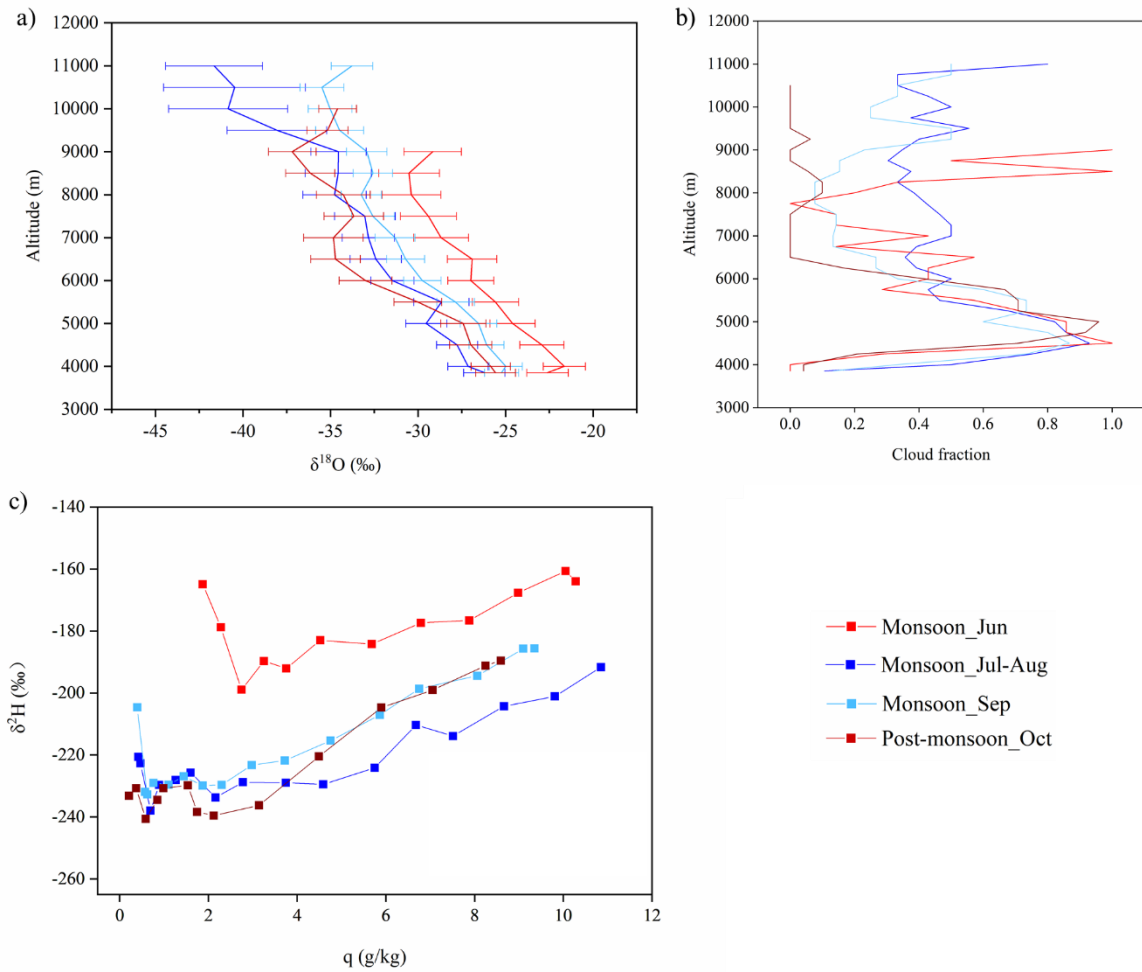 a)
12000
11000
10000
9000
8000
7000
6000
5000
4000
3000
Altitude (m)
-45 -40 -35 -30 -25 -20
δ¹⁸O (‰)
b)
12000
11000
10000
9000
8000
7000
6000
5000
4000
3000
Altitude (m)
0.0 0.2 0.4 0.6 0.8 1.0
Cloud fraction
c)
-140
-160
-180
-200
-220
-240
-260
δ²H (‰)
0 2 4 6 8 10 12
q (g/kg)
Monsoon_Jun
Monsoon_Jul-Aug
Monsoon_Sep
Post-monsoon_Oct